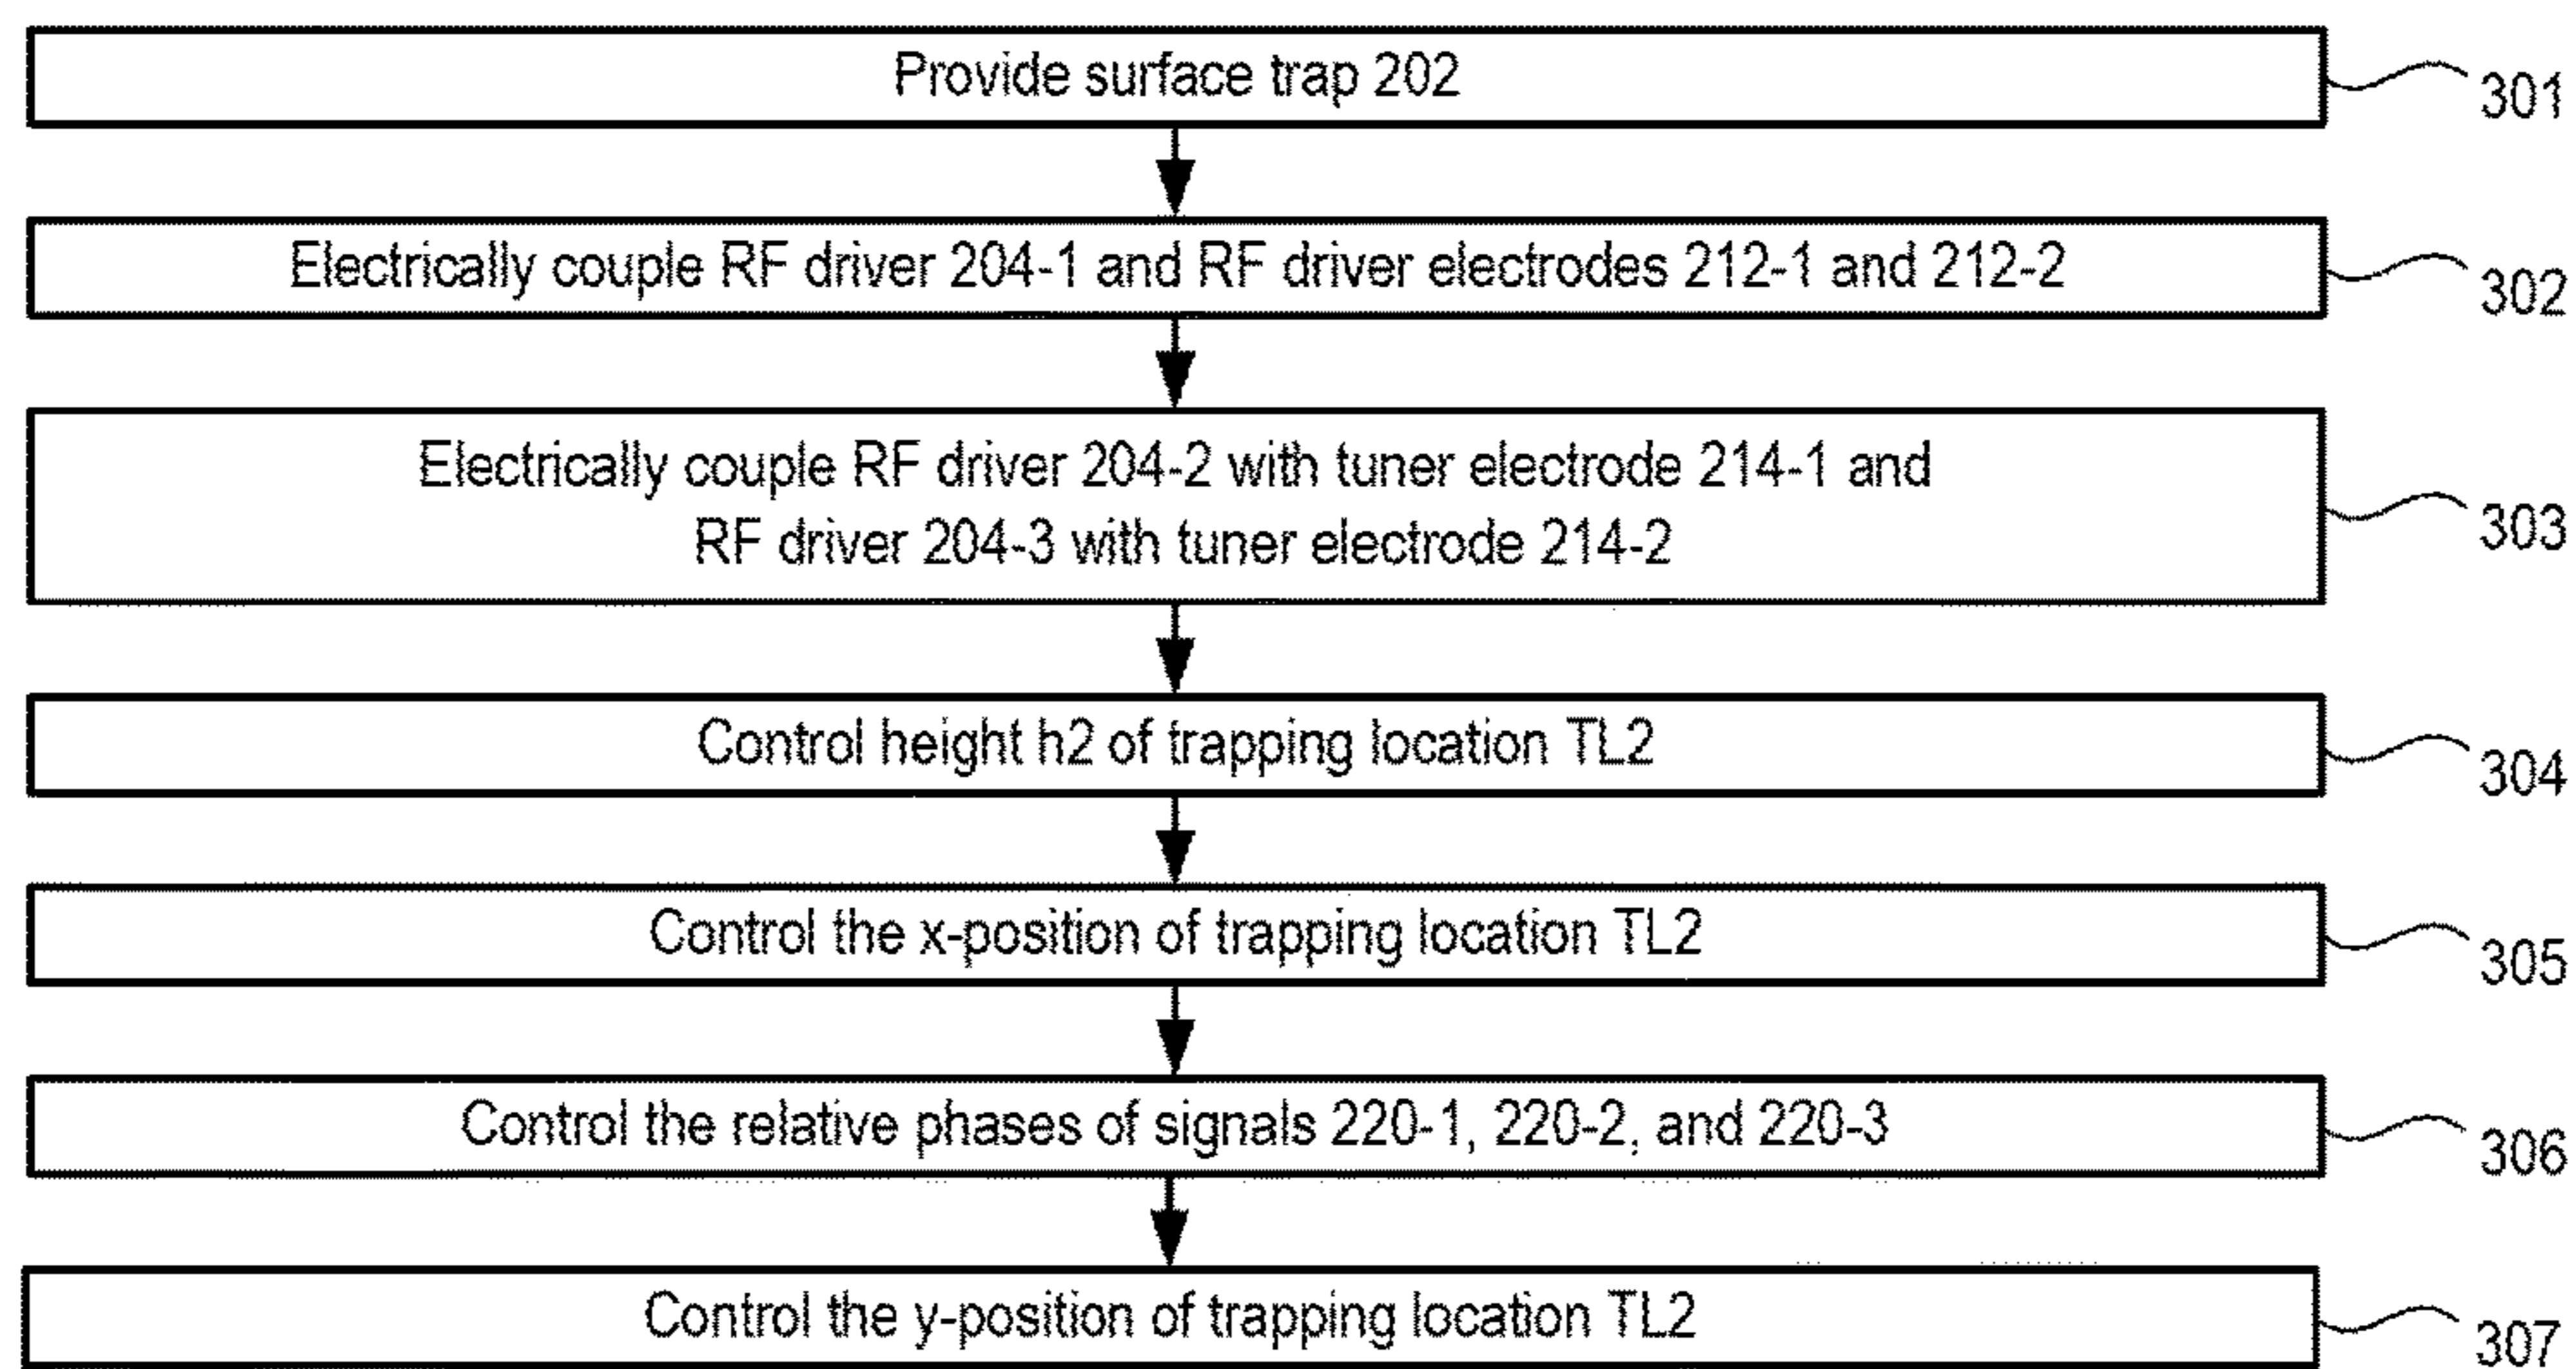 Provide surface trap 202
301
Electrically couple RF driver 204-1 and RF driver electrodes 212-1 and 212-2
302
Electrically couple RF driver 204-2 with tuner electrode 214-1 and
RF driver 204-3 with tuner electrode 214-2
303
Control height h2 of trapping location TL2
304
Control the x-position of trapping location TL2
305
Control the relative phases of signals 220-1, 220-2, and 220-3
306
Control the y-position of trapping location TL2
307